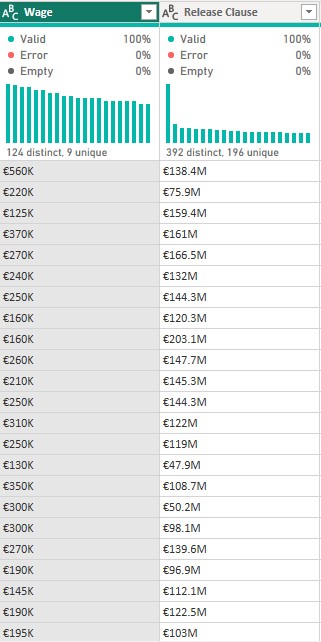 ABC Wage ABC Release Clause
Valid 100% Valid 100%
Error 0% Error 0%
Empty 0% Empty 0%
124 distinct, 9 unique 392 distinct, 196 unique
€560K €138.4M
€220K €75.9M
€125K €159.4M
€370K €161M
€270K €166.5M
€240K €132M
€250K €144.3M
€160K €120.3M
€160K €203.1M
€260K €147.7M
€210K €145.3M
€250K €144.3M
€310K €122M
€250K €119M
€130K €47.9M
€350K €108.7M
€300K €50.2M
€300K €98.1M
€270K €139.6M
€190K €96.9M
€145K €112.1M
€190K €122.5M
€195K €103M